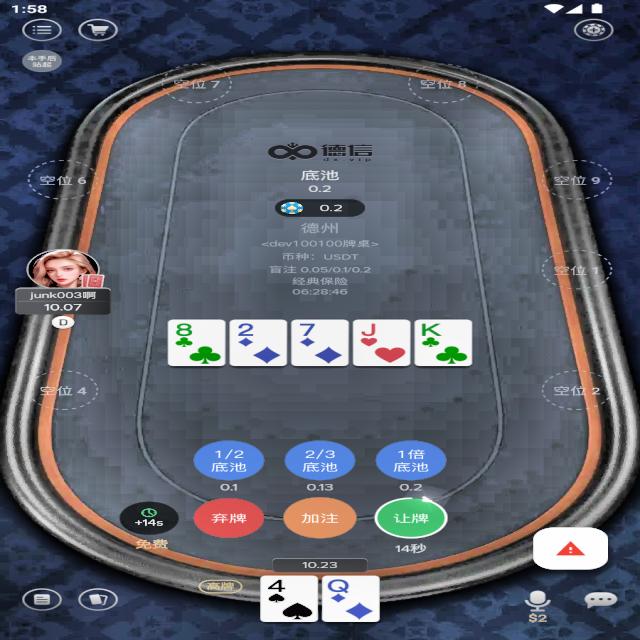 1:58
本手后
站起
空位 7
空位 8
德信
dx.vip
底池
0.2
0.2
空位 6
空位 9
德州
<dev100100牌桌>
币种：USDT
盲注 0.05/0.1/0.2
经典保险
06:28:46
空位 1
junk003啊
10.07
D
8
2
7
J
K
空位 4
空位 2
1/2
底池
2/3
底池
1倍
底池
0.1
0.13
0.2
+14s
弃牌
加注
让牌
免费
14秒
10.23
高牌
4
Q
$2